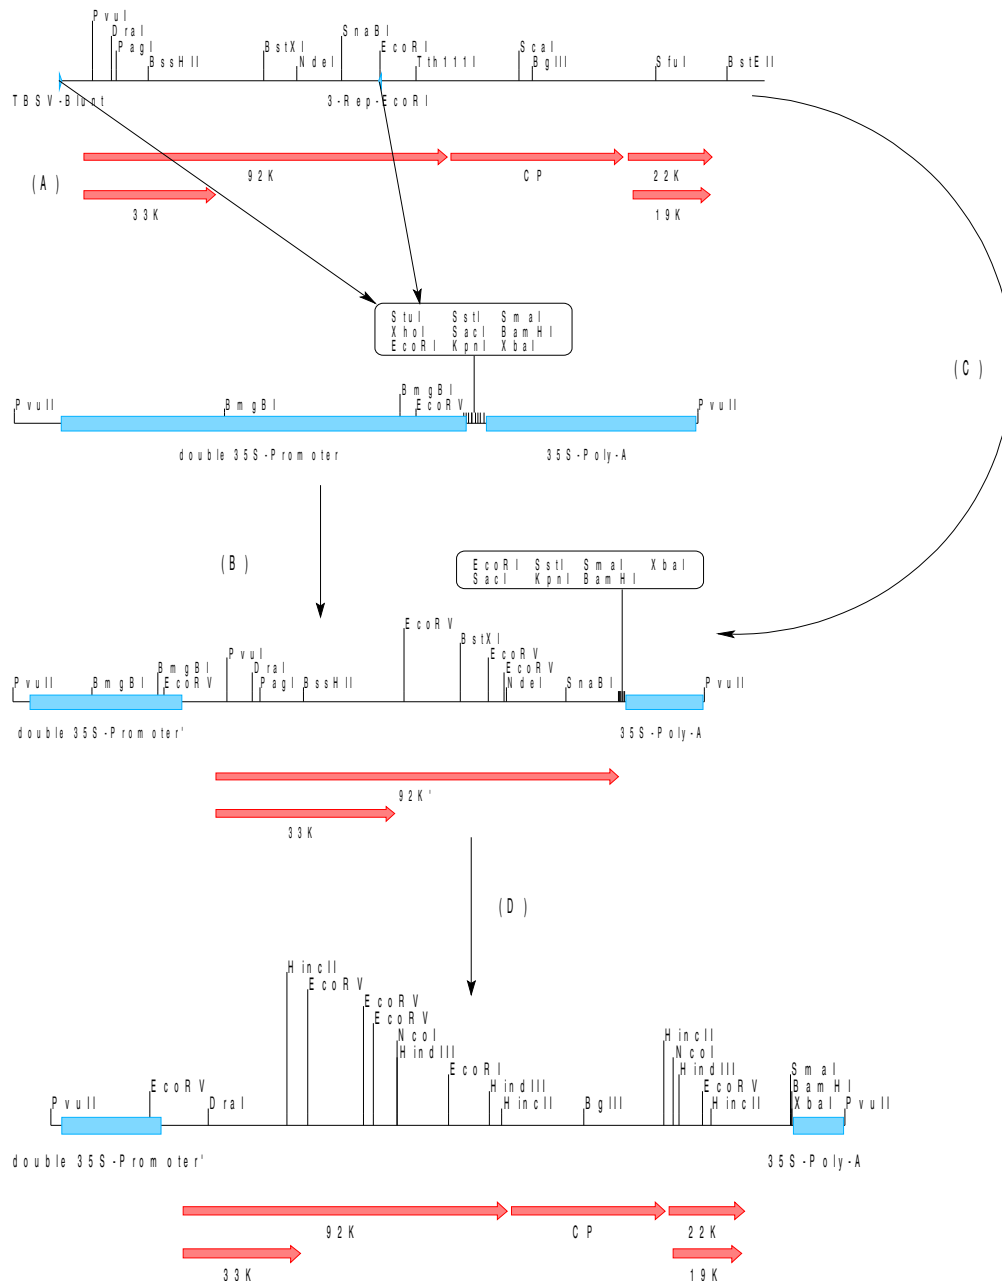 PvuI
DraI
PagI
BssHII
BstXI
NdeI
SnaBI
EcoRI
Tth111I
ScaI
BglII
SfuI
BstEII
TBSV-Blunt
3-Rep-EcoRI
(A)
92K
CP
22K
33K
19K
StuI SstI SmaI
XhoI SacI BamHI
EcoRI KpnI XbaI
(C)
PvuII
BmgBI
BmgBI
EcoRV
PvuII
double 35S-Promoter
35S-Poly-A
(B)
EcoRI SstI SmaI XbaI
SacI KpnI BamHI
PvuII
BmgBI
BmgBI
EcoRV
PvuI
DraI
PagI
BssHII
EcoRV
BstXI
EcoRV
EcoRV
NdeI
SnaBI
PvuII
double 35S-Promoter'
35S-Poly-A
92K'
33K
(D)
PvuII
EcoRV
DraI
HincII
EcoRV
EcoRV
EcoRV
NcoI
HindIII
EcoRI
HindIII
HincII
BglII
HincII
NcoI
HindIII
EcoRV
HincII
SmaI
BamHI
XbaI
PvuII
double 35S-Promoter'
35S-Poly-A
92K
CP
22K
33K
19K